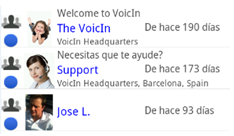 Welcome to VoicIn
The VoicIn
De hace 190 días
VoicIn Headquarters
Necesitas que te ayude?
Support
De hace 173 días
VoicIn Headquarters, Barcelona, Spain
Jose L.
De hace 93 días